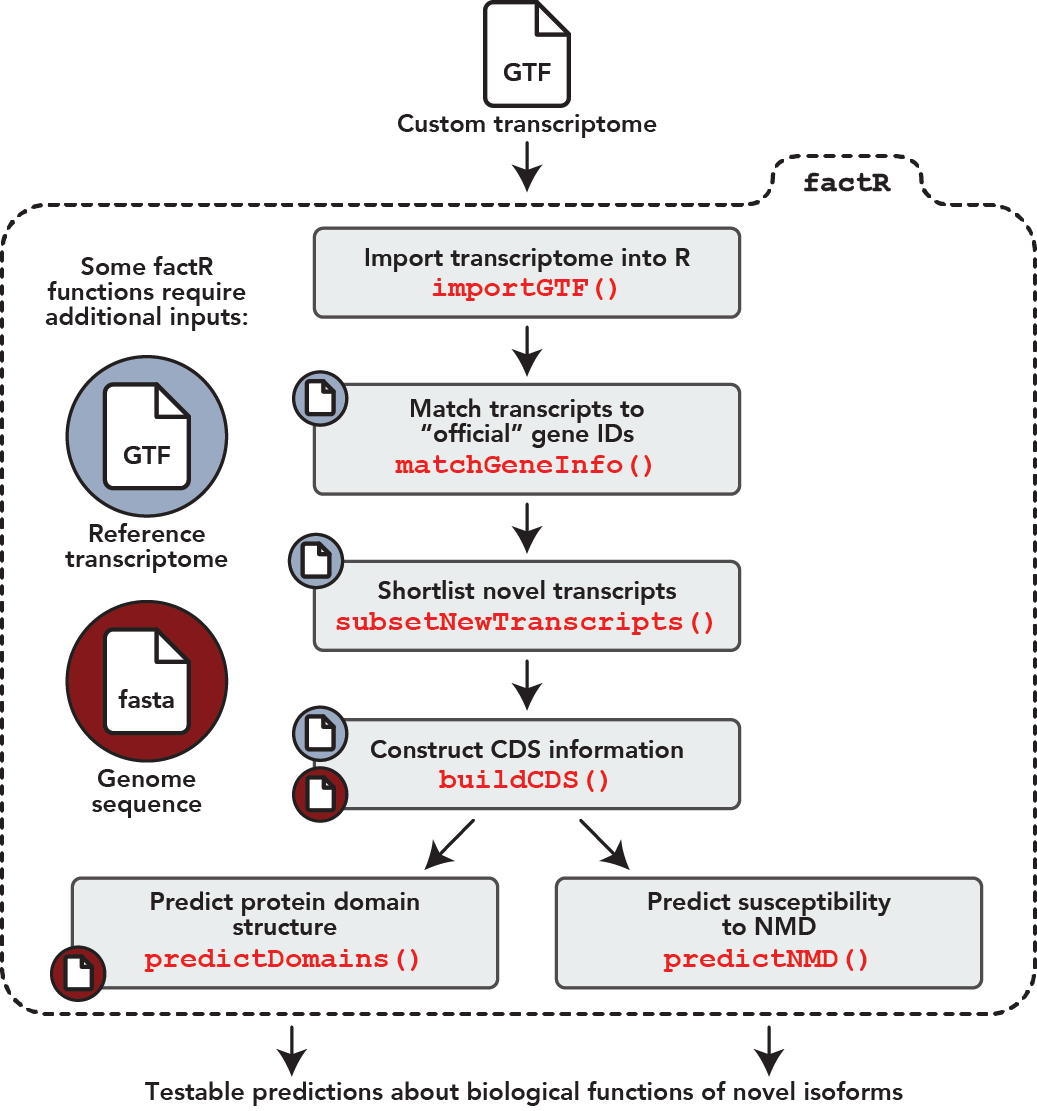 GTF
Custom transcriptome
factR
Import transcriptome into R
importGTF()
Some factR
functions require
additional inputs:
GTF
Reference
transcriptome
fasta
Genome
sequence
Match transcripts to
“official” gene IDs
matchGeneInfo()
Shortlist novel transcripts
subsetNewTranscripts()
Construct CDS information
buildCDS()
Predict protein domain
structure
predictDomains()
Predict susceptibility
to NMD
predictNMD()
Testable predictions about biological functions of novel isoforms